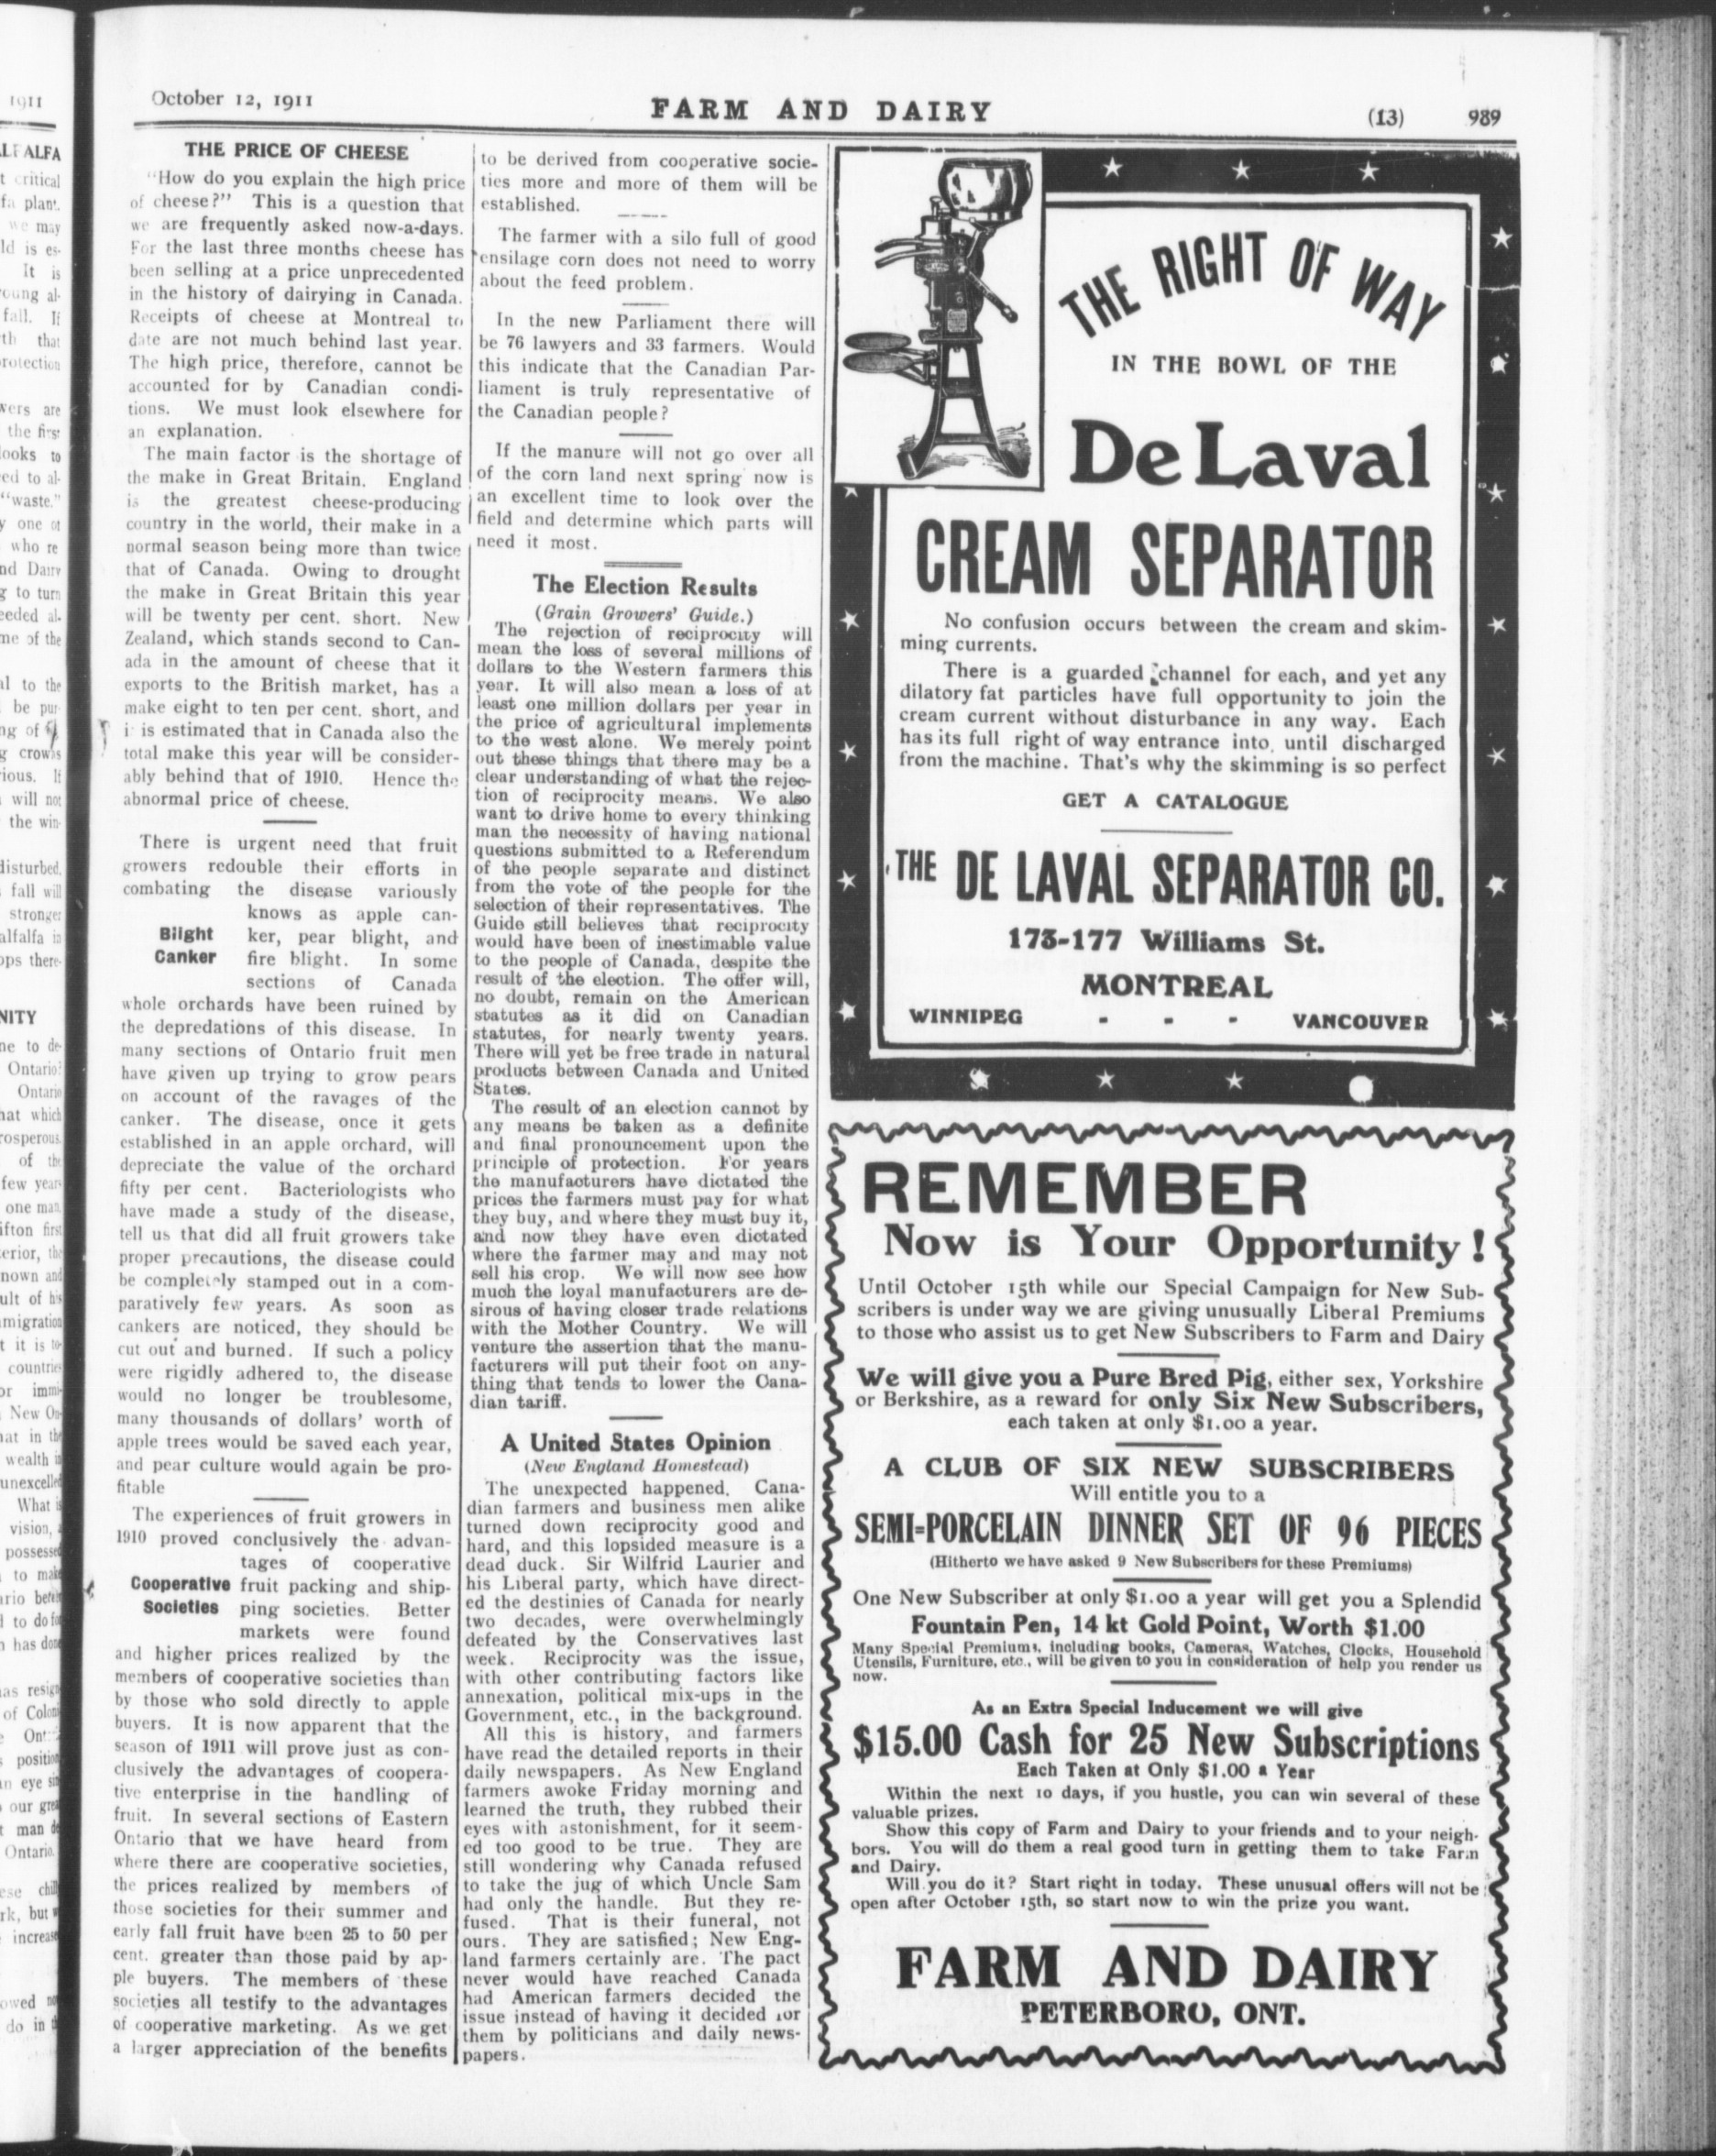 October 12, 1911
FARM AND DAIRY
(13) 989
THE PRICE OF CHEESE
"How do you explain the high price
of cheese?" This is a question that
we are frequently asked now-a-days.
For the last three months cheese has
been selling at a price unprecedented
in the history of dairying in Canada.
Receipts of cheese at Montreal to
date are not much behind last year.
The high price, therefore, cannot be
accounted for by Canadian condi-
tions. We must look elsewhere for
an explanation.
The main factor is the shortage of
the make in Great Britain. England
is the greatest cheese-producing
country in the world, their make in a
normal season being more than twice
that of Canada. Owing to drought
the make in Great Britain this year
will be twenty per cent. short. New
Zealand, which stands second to Can-
ada in the amount of cheese that it
exports to the British market, has a
make eight to ten per cent. short, and
i is estimated that in Canada also the
total make this year will be consider-
ably behind that of 1910. Hence the
abnormal price of cheese.
There is urgent need that fruit
growers redouble their efforts in
combating the disease variously
knows as apple can-
Blight ker, pear blight, and
Canker fire blight. In some
sections of Canada
whole orchards have been ruined by
the depredations of this disease. In
many sections of Ontario fruit men
have given up trying to grow pears
on account of the ravages of the
canker. The disease, once it gets
established in an apple orchard, will
depreciate the value of the orchard
fifty per cent. Bacteriologists who
have made a study of the disease,
tell us that did all fruit growers take
proper precautions, the disease could
be completely stamped out in a com-
paratively few years. As soon as
cankers are noticed, they should be
cut out and burned. If such a policy
were rigidly adhered to, the disease
would no longer be troublesome,
many thousands of dollars' worth of
apple trees would be saved each year,
and pear culture would again be pro-
fitable
The experiences of fruit growers in
1910 proved conclusively the advan-
tages of cooperative
Cooperative fruit packing and ship-
Societies ping societies. Better
markets were found
and higher prices realized by the
members of cooperative societies than
by those who sold directly to apple
buyers. It is now apparent that the
season of 1911 will prove just as con-
clusively the advantages of coopera-
tive enterprise in the handling of
fruit. In several sections of Eastern
Ontario that we have heard from
where there are cooperative societies,
the prices realized by members of
those societies for their summer and
early fall fruit have been 25 to 50 per
cent. greater than those paid by ap-
ple buyers. The members of these
societies all testify to the advantages
of cooperative marketing. As we get
a larger appreciation of the benefits
to be derived from cooperative socie-
ties more and more of them will be
established.
The farmer with a silo full of good
ensilage corn does not need to worry
about the feed problem.
In the new Parliament there will
be 76 lawyers and 33 farmers. Would
this indicate that the Canadian Par-
liament is truly representative of
the Canadian people?
If the manure will not go over all
of the corn land next spring now is
an excellent time to look over the
field and determine which parts will
need it most.
The Election Results
(Grain Growers' Guide.)
The rejection of reciprocity will
mean the loss of several millions of
dollars to the Western farmers this
year. It will also mean a loss of at
least one million dollars per year in
the price of agricultural implements
to the west alone. We merely point
out these things that there may be a
clear understanding of what the rejec-
tion of reciprocity means. We also
want to drive home to every thinking
man the necessity of having national
questions submitted to a Referendum
of the people separate and distinct
from the vote of the people for the
selection of their representatives. The
Guide still believes that reciprocity
would have been of inestimable value
to the people of Canada, despite the
result of the election. The offer will,
no doubt, remain on the American
statutes as it did on Canadian
statutes, for nearly twenty years.
There will yet be free trade in natural
products between Canada and United
States.
The result of an election cannot by
any means be taken as a definite
and final pronouncement upon the
principle of protection. For years
the manufacturers have dictated the
prices the farmers must pay for what
they buy, and where they must buy it,
and now they have even dictated
where the farmer may and may not
sell his crop. We will now see how
much the loyal manufacturers are de-
sirous of having closer trade relations
with the Mother Country. We will
venture the assertion that the manu-
facturers will put their foot on any-
thing that tends to lower the Cana-
dian tariff.
A United States Opinion
(New England Homestead)
The unexpected happened. Cana-
dian farmers and business men alike
turned down reciprocity good and
hard, and this lopsided measure is a
dead duck. Sir Wilfrid Laurier and
his Liberal party, which have direct-
ed the destinies of Canada for nearly
two decades, were overwhelmingly
defeated by the Conservatives last
week. Reciprocity was the issue,
with other contributing factors like
annexation, political mix-ups in the
Government, etc., in the background.
All this is history, and farmers
have read the detailed reports in their
daily newspapers. As New England
farmers awoke Friday morning and
learned the truth, they rubbed their
eyes with astonishment, for it seem-
ed too good to be true. They are
still wondering why Canada refused
to take the jug of which Uncle Sam
had only the handle. But they re-
fused. That is their funeral, not
ours. They are satisfied; New Eng-
land farmers certainly are. The pact
never would have reached Canada
had American farmers decided the
issue instead of having it decided for
them by politicians and daily news-
papers.
THE RIGHT OF WAY
IN THE BOWL OF THE
De Laval
CREAM SEPARATOR
No confusion occurs between the cream and skim-
ming currents.
There is a guarded channel for each, and yet any
dilatory fat particles have full opportunity to join the
cream current without disturbance in any way. Each
has its full right of way entrance into until discharged
from the machine. That's why the skimming is so perfect
GET A CATALOGUE
THE DE LAVAL SEPARATOR CO.
173-177 Williams St.
MONTREAL
WINNIPEG - - - VANCOUVER
REMEMBER
Now is Your Opportunity!
Until October 15th while our Special Campaign for New Sub-
scribers is under way we are giving unusually Liberal Premiums
to those who assist us to get New Subscribers to Farm and Dairy
We will give you a Pure Bred Pig, either sex, Yorkshire
or Berkshire, as a reward for only Six New Subscribers,
each taken at only $1.00 a year.
A CLUB OF SIX NEW SUBSCRIBERS
Will entitle you to a
SEMI-PORCELAIN DINNER SET OF 96 PIECES
(Hitherto we have asked 9 New Subscribers for these Premiums)
One New Subscriber at only $1.00 a year will get you a Splendid
Fountain Pen, 14 kt Gold Point, Worth $1.00
Many Special Premiums, including books, Cameras, Watches, Clocks, Household
Utensils, Furniture, etc., will be given to you in consideration of help you render us
now.
As an Extra Special Inducement we will give
$15.00 Cash for 25 New Subscriptions
Each Taken at Only $1.00 a Year
Within the next 10 days, if you hustle, you can win several of these
valuable prizes.
Show this copy of Farm and Dairy to your friends and to your neigh-
bors. You will do them a real good turn in getting them to take Farm
and Dairy.
Will you do it? Start right in today. These unusual offers will not be
open after October 15th, so start now to win the prize you want.
FARM AND DAIRY
PETERBORO, ONT.